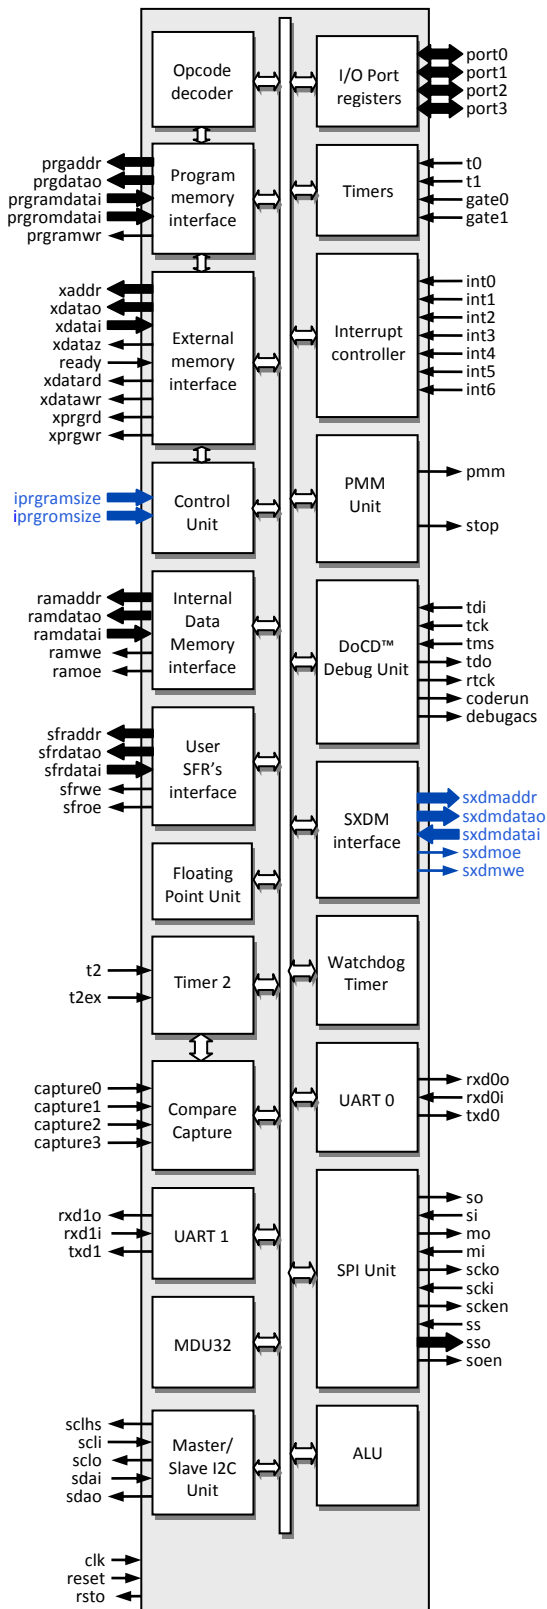 Opcode
decoder
I/O Port
registers
port0
port1
port2
port3
prgaddr
prgdatao
prgramdatai
prgromdatai
prgramwr
Program
memory
interface
Timers
t0
t1
gate0
gate1
xaddr
xdatao
xdatai
xdataz
ready
xdatard
xdatawr
xprgrd
xprgwr
External
memory
interface
Interrupt
controller
int0
int1
int2
int3
int4
int5
int6
iprgramsize
iprgromsize
Control
Unit
PMM
Unit
pmm
stop
ramaddr
ramdatao
ramdatai
ramwe
ramoe
Internal
Data
Memory
interface
DoCD™
Debug Unit
tdi
tck
tms
tdo
rtck
coderun
debugacs
sfraddr
sfrdatao
sfrdatai
sfrwe
sfroe
User
SFR's
interface
SXDM
interface
sxdmaddr
sxdmdatao
sxdmdatai
sxdmoe
sxdmwe
Floating
Point Unit
t2
t2ex
Timer 2
Watchdog
Timer
capture0
capture1
capture2
capture3
Compare
Capture
UART 0
rxd0o
rxd0i
txd0
rxd1o
rxd1i
txd1
UART 1
SPI Unit
so
si
mo
mi
scko
scki
scken
ss
sso
soen
MDU32
sclhs
scli
sclo
sdai
sdao
Master/
Slave I2C
Unit
ALU
clk
reset
rsto